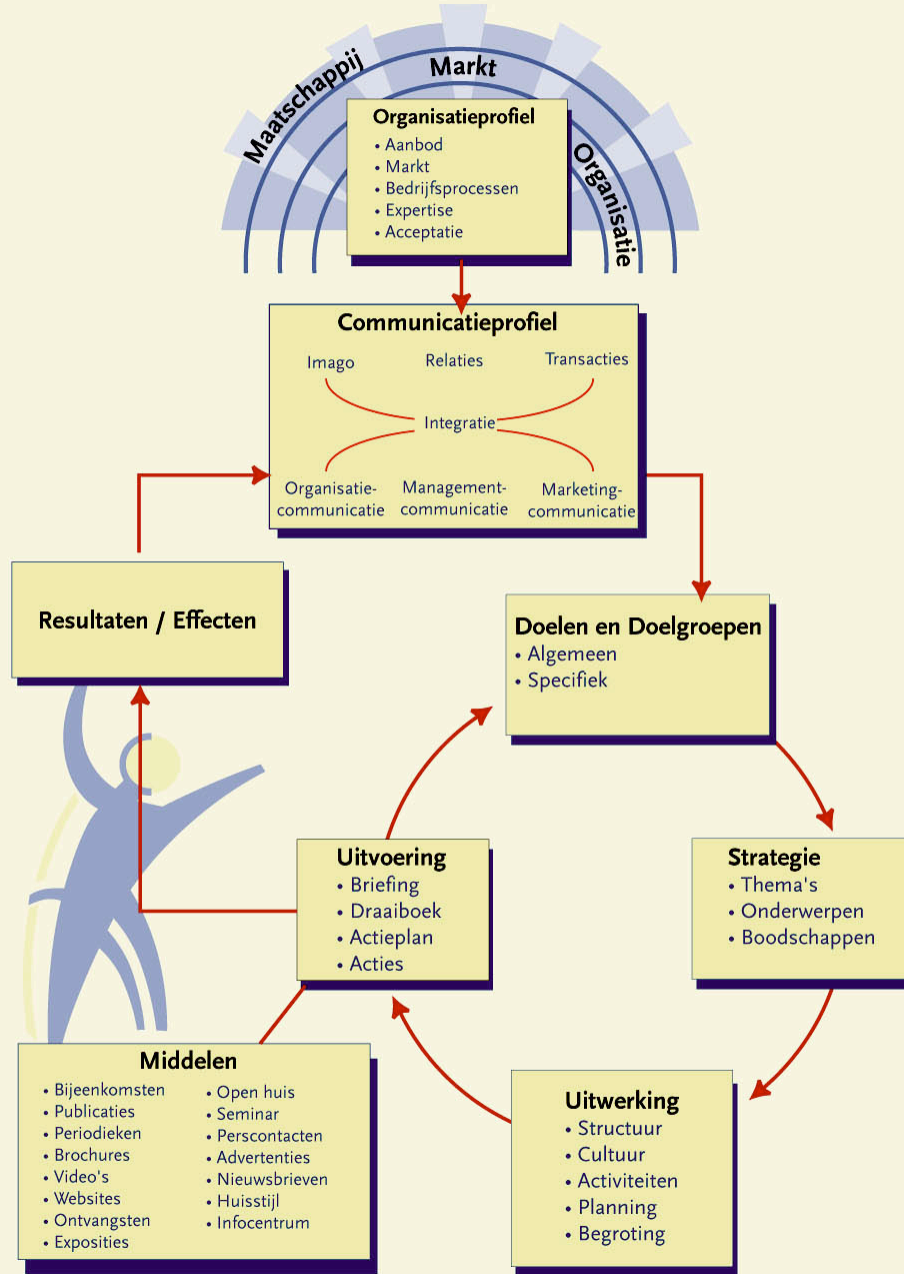 Maatschappij
Markt
Organisatie
Organisatieprofiel
• Aanbod
• Markt
• Bedrijfsprocessen
• Expertise
• Acceptatie
Communicatieprofiel
Imago Relaties Transacties
Integratie
Organisatie-
communicatie
Management-
communicatie
Marketing-
communicatie
Resultaten / Effecten
Doelen en Doelgroepen
• Algemeen
• Specifiek
Strategie
• Thema's
• Onderwerpen
• Boodschappen
Uitwerking
• Structuur
• Cultuur
• Activiteiten
• Planning
• Begroting
Uitvoering
• Briefing
• Draaiboek
• Actieplan
• Acties
Middelen
• Bijeenkomsten
• Publicaties
• Periodieken
• Brochures
• Video's
• Websites
• Ontvangsten
• Exposities
• Open huis
• Seminar
• Perscontacten
• Advertenties
• Nieuwsbrieven
• Huisstijl
• Infocentrum